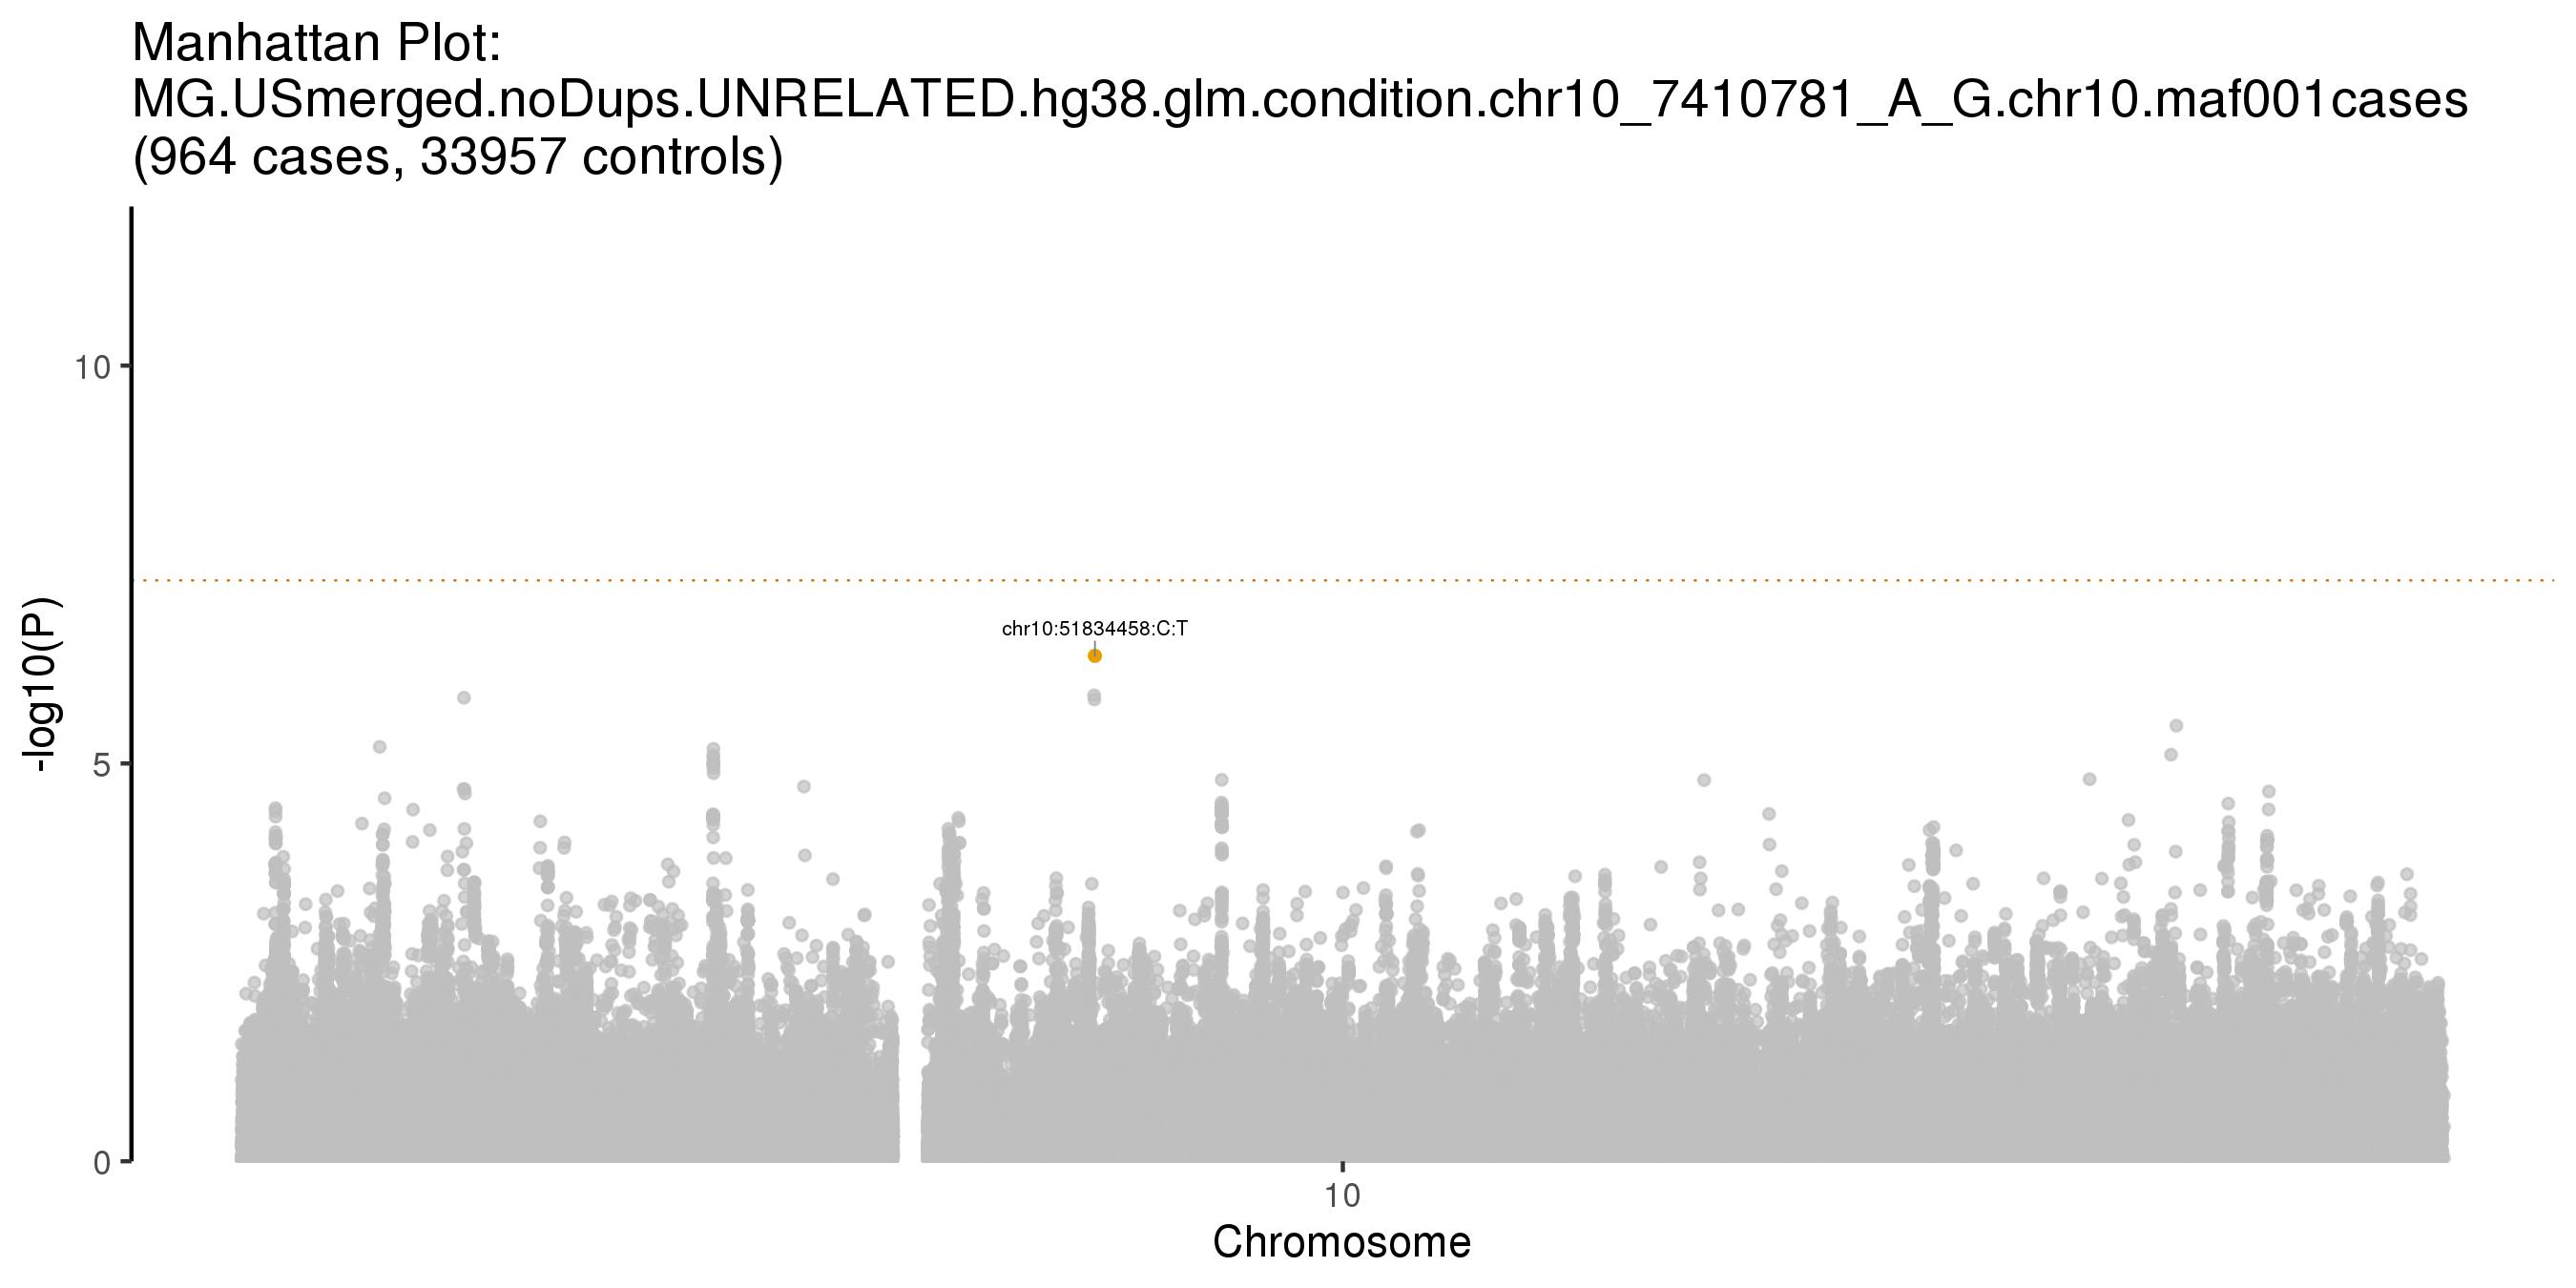 Manhattan Plot:
MG.USmerged.noDups.UNRELATED.hg38.glm.condition.chr10_7410781_A_G.chr10.maf001cases
(964 cases, 33957 controls)
10
chr10:51834458:C:T
-log10(P)
5
0
10
Chromosome